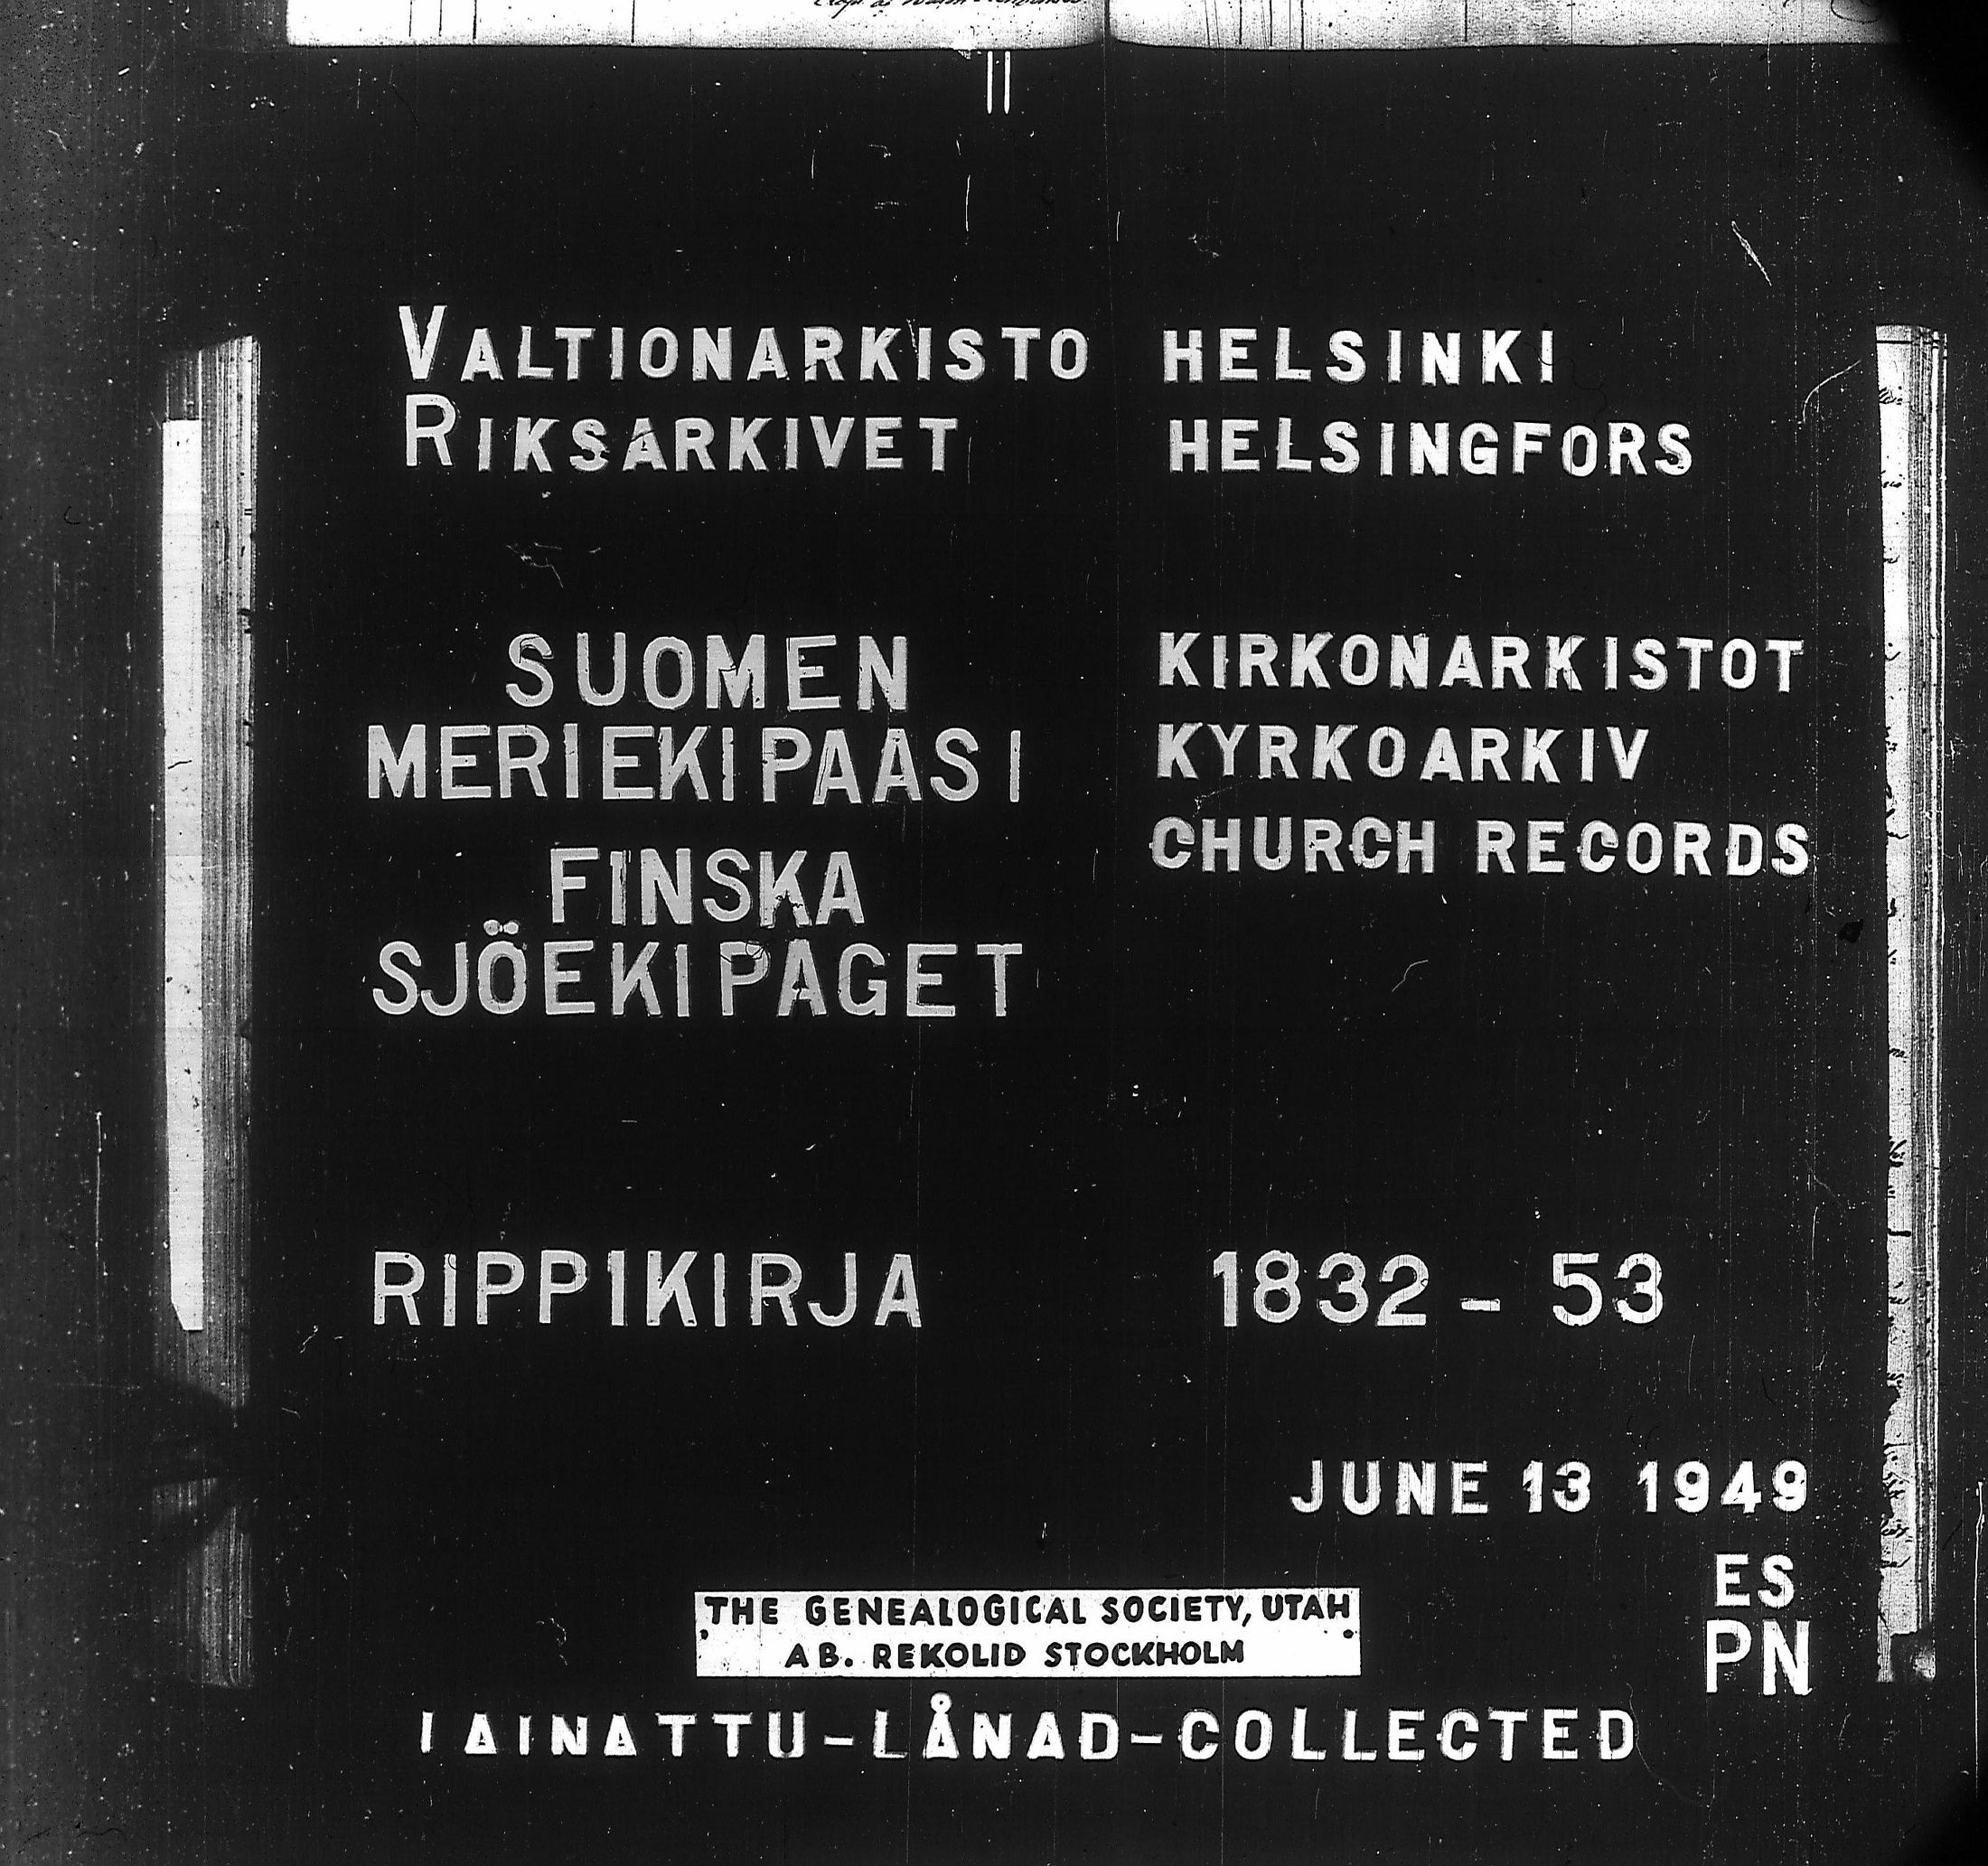 VALTIONARKISTO HELSINKI
RIKSARKIVET HELSINGFORS
SUOMEN
MERIEKIPAASI
FINSKA
SJÖEKIPAGET
KIRKONARKISTOT
KYRKOARKIV
CHURCH RECORDS
RIPPIKIRJA 1832 - 53
JUNE 13 1949
ES
PN
THE GENEALOGICAL SOCIETY, UTAH
AB. REKOLID STOCKHOLM
LAINATTU-LÅNAD-COLLECTED